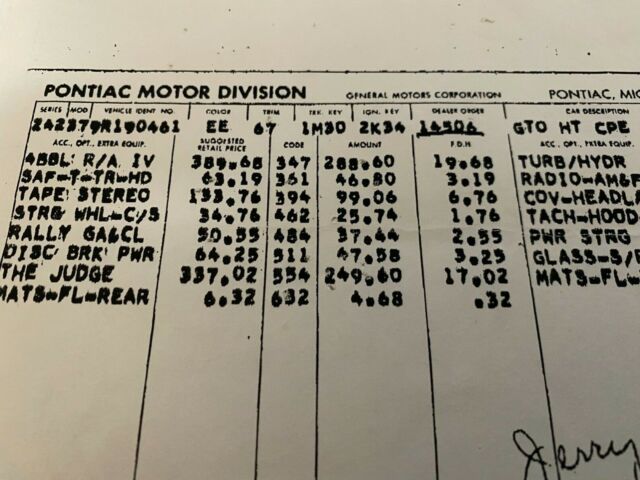 PONTIAC MOTOR DIVISION GENERAL MOTORS CORPORATION PONTIAC, MIC
SERIES MOD VEHICLE IDENT NO. COLOR TRIM TRK. KEY IGN. KEY DEALER ORDER CAR DESCRIPTION
242379R190461 EE 67 1M30 2K34 14506 GTO HT CPE
ACC., OPT., EXTRA EQUIP. SUGGESTED RETAIL PRICE CODE AMOUNT F.D.H. ACC., OPT., EXTRA EQUIP.
4BBL R/A IV 389.68 347 288.60 19.68 TURB/HYDR
SAF-T-TR-HD 63.19 361 46.80 3.19 RADIO-AM&F
TAPE STEREO 133.76 394 99.06 6.76 COV-HEADLA
STRG WHL-C/S 34.76 462 25.74 1.76 TACH-HOOD
RALLY GA&CL 50.55 484 37.44 2.55 PWR STRG
DISC BRK PWR 64.25 511 47.58 3.25 GLASS-S/R
THE JUDGE 337.02 554 249.60 17.02 MATS-FL-
MATS-FL-REAR 6.32 632 4.68 .32
Jerry